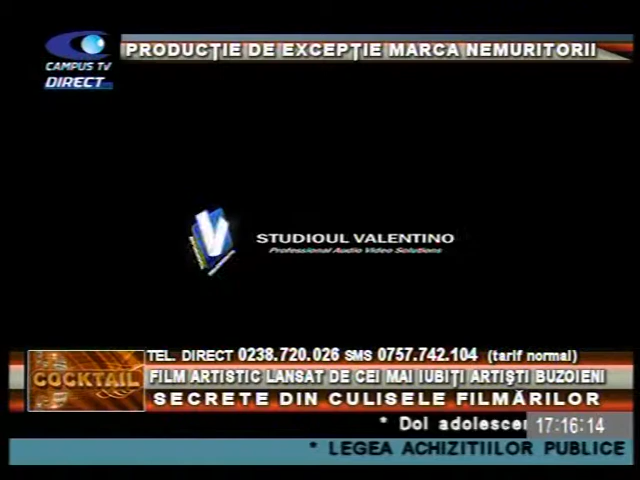 CAMPUS TV
DIRECT
PRODUCȚIE DE EXCEPȚIE MARCA NEMURITORII
V
STUDIOUL VALENTINO
Professional Audio Video Solutions
COCKTAIL
TEL. DIRECT 0238.720.026 SMS 0757.742.104 (tarif normal)
FILM ARTISTIC LANSAT DE CEI MAI IUBIȚI ARTIȘTI BUZOIENI
SECRETE DIN CULISELE FILMĂRILOR
* Doi
17:16:14
* LEGEA ACHIZITIILOR PUBLICE